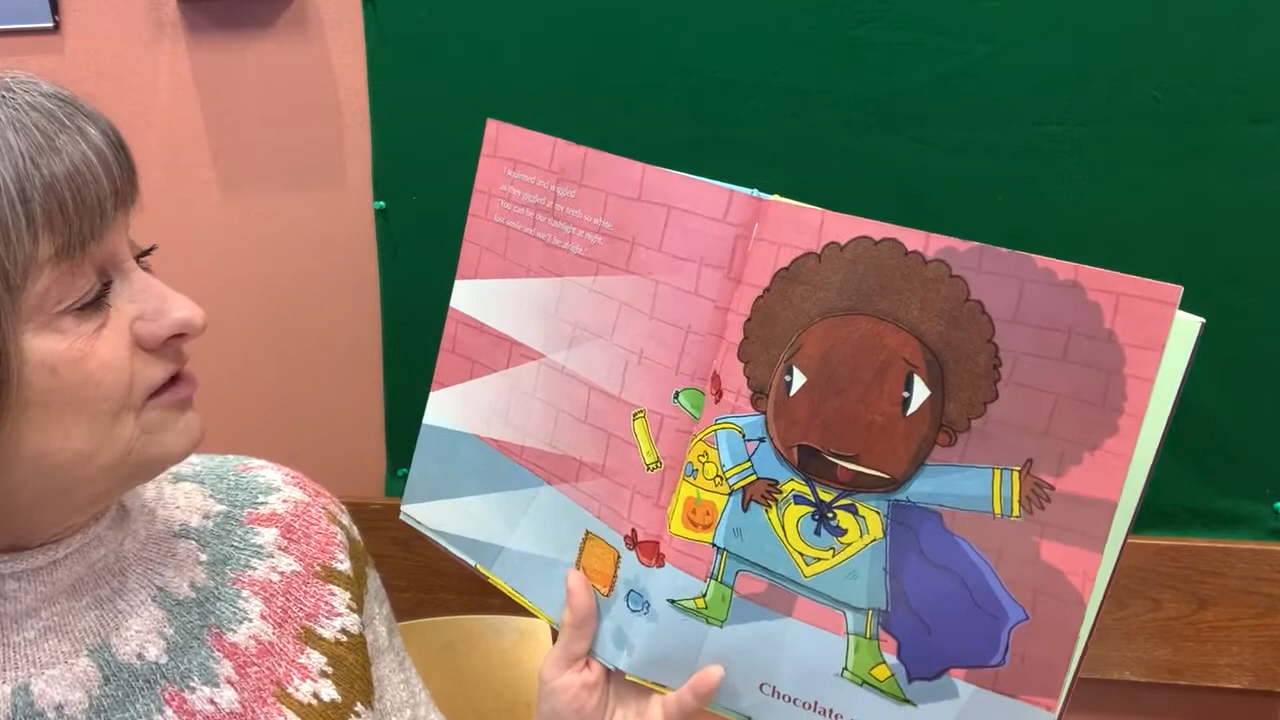 I squirmed and wiggled
as they giggled at my teeth so white.
"You can be our flashlight at night.
Just smile and we'll be alright."
Chocolate